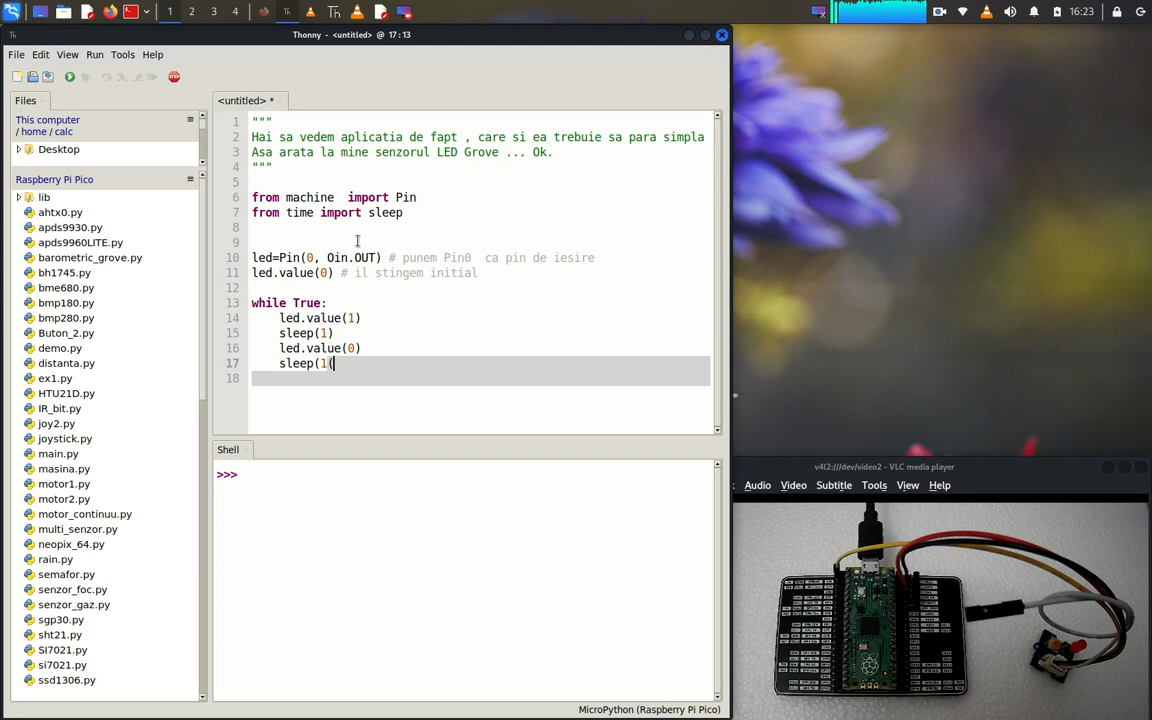 1 2 3 4 Th Th 16:23
Th Thonny - <untitled> @ 17:13
File Edit View Run Tools Help
STOP
Files
This computer
/ home / calc
Desktop
Raspberry Pi Pico
lib
ahtx0.py
apds9930.py
apds9960LITE.py
barometric_grove.py
bh1745.py
bme680.py
bmp180.py
bmp280.py
Buton_2.py
demo.py
distanta.py
ex1.py
HTU21D.py
IR_bit.py
joy2.py
joystick.py
main.py
masina.py
motor1.py
motor2.py
motor_continuu.py
multi_senzor.py
neopix_64.py
rain.py
semafor.py
senzor_foc.py
senzor_gaz.py
sgp30.py
sht21.py
SI7021.py
si7021.py
ssd1306.py
<untitled> *
1 """
2 Hai sa vedem aplicatia de fapt , care si ea trebuie sa para simpla
3 Asa arata la mine senzorul LED Grove ... Ok.
4 """
5
6 from machine  import Pin
7 from time import sleep
8
9
10 led=Pin(0, Oin.OUT) # punem Pin0  ca pin de iesire
11 led.value(0) # il stingem initial
12
13 while True:
14     led.value(1)
15     sleep(1)
16     led.value(0)
17     sleep(1(
18
Shell
>>>
MicroPython (Raspberry Pi Pico)
v4l2:///dev/video2 - VLC media player
Audio Video Subtitle Tools View Help